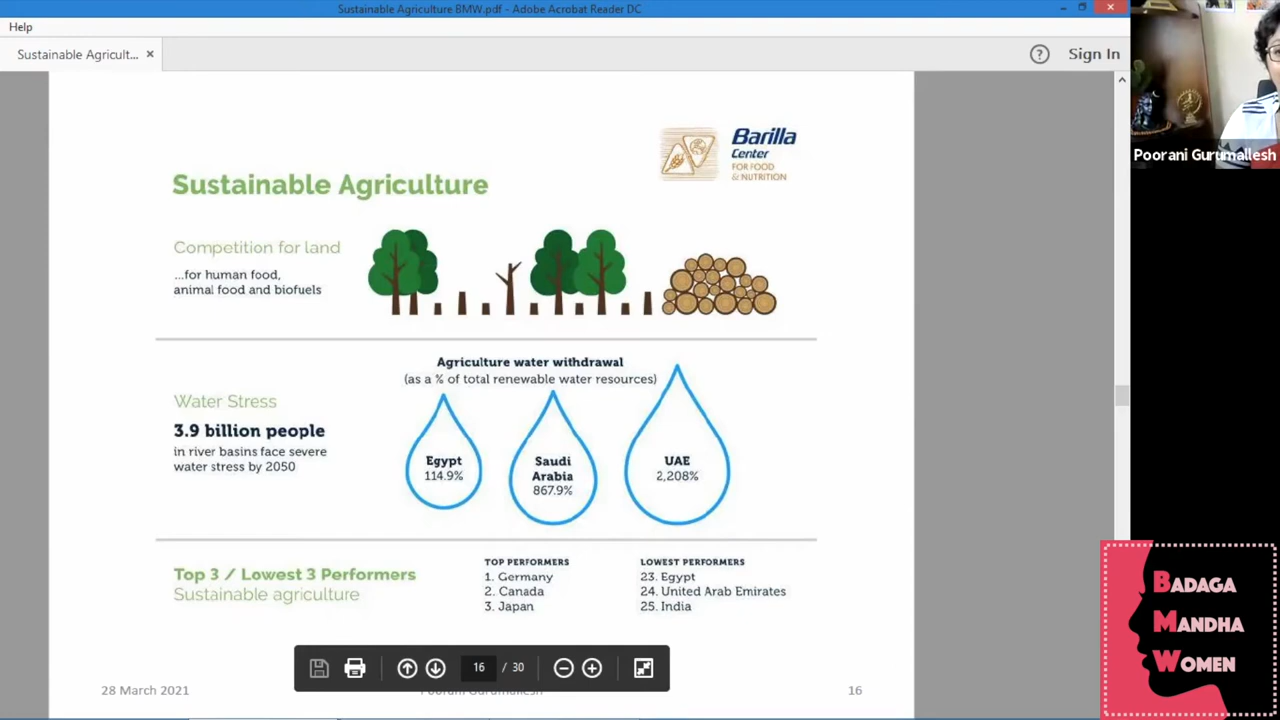 Sustainable Agriculture BMW.pdf - Adobe Acrobat Reader DC
Help
Sustainable Agricult... ×
? Sign In
Poorani Gurumallesh
Barilla
Center
FOR FOOD
& NUTRITION
Sustainable Agriculture
Competition for land
...for human food,
animal food and biofuels
Agriculture water withdrawal
(as a % of total renewable water resources)
Water Stress
3.9 billion people
in river basins face severe
water stress by 2050
Egypt
114.9%
Saudi
Arabia
867.9%
UAE
2,208%
Top 3 / Lowest 3 Performers
Sustainable agriculture
TOP PERFORMERS
1. Germany
2. Canada
3. Japan
LOWEST PERFORMERS
23. Egypt
24. United Arab Emirates
25. India
16 / 30
28 March 2021
Poorani Gurumallesh
16
BADAGA
MANDHA
WOMEN